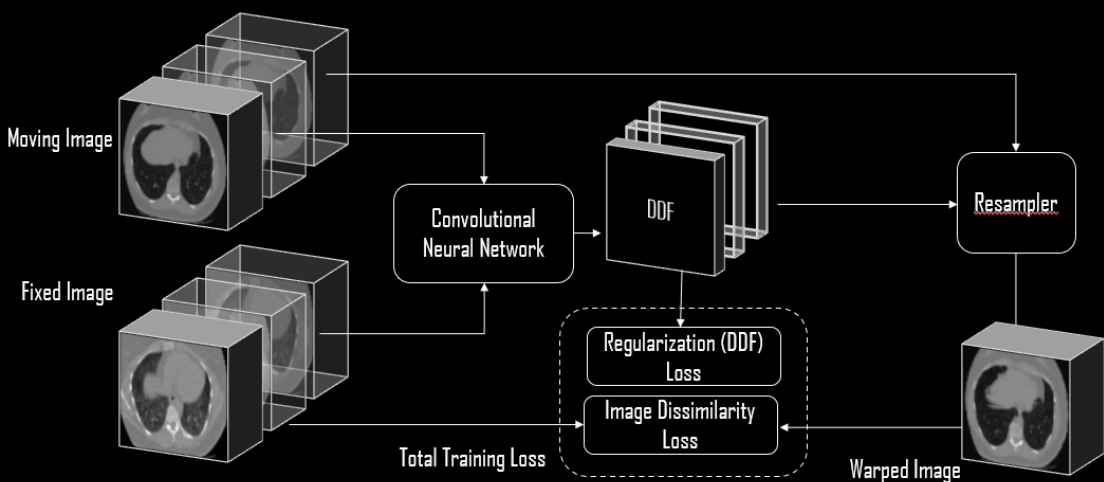 Moving Image
Convolutional
Neural Network
DDF
Resampler
Fixed Image
Regularization (DDF)
Loss
Image Dissimilarity
Loss
Total Training Loss
Warped Image